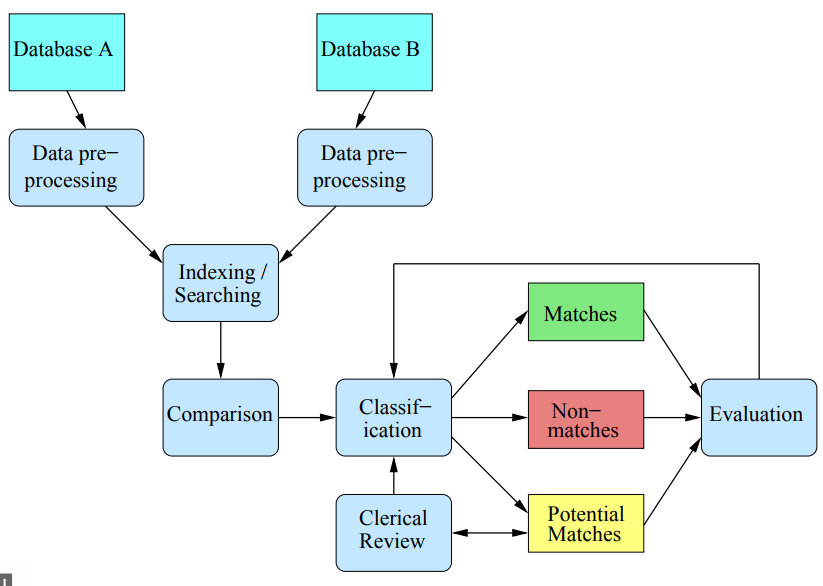 Database A
Database B
Data pre−
processing
Data pre−
processing
Indexing /
Searching
Matches
Comparison
Classif−
ication
Non−
matches
Evaluation
Clerical
Review
Potential
Matches